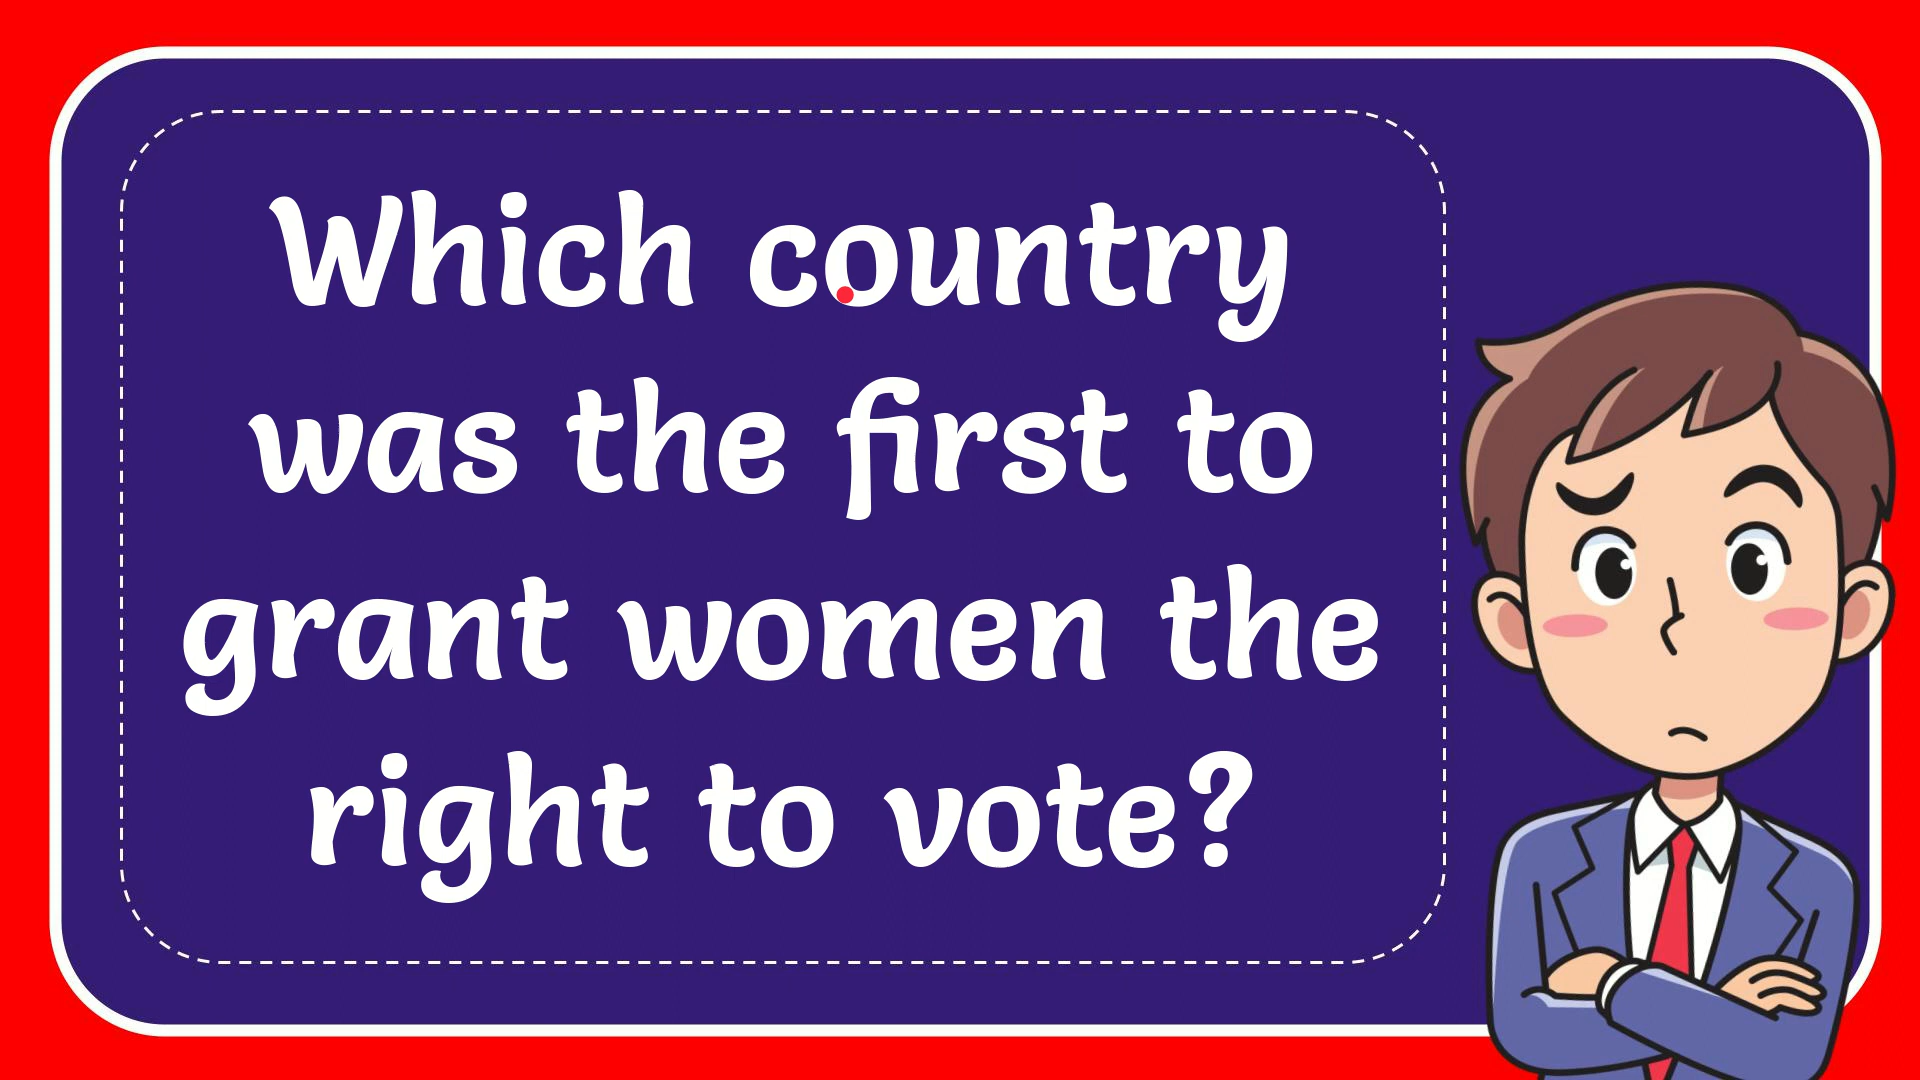 Which country
was the first to
grant women the
right to vote?